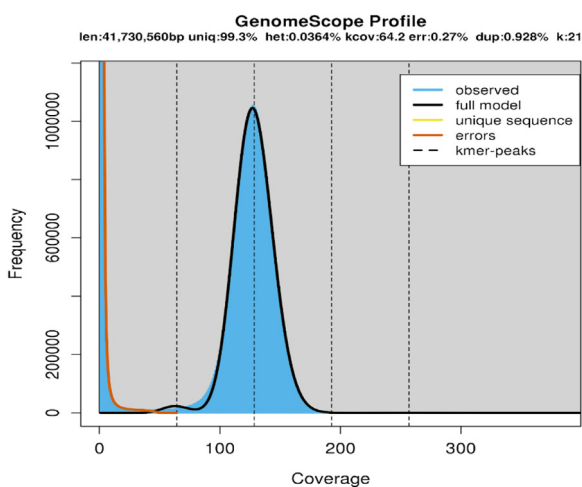 GenomeScope Profile
len:41,730,560bp uniq:99.3% het:0.0364% kcov:64.2 err:0.27% dup:0.928% k:21
observed
full model
unique sequence
errors
kmer-peaks
Frequency
1000000
600000
200000
0
0 100 200 300
Coverage